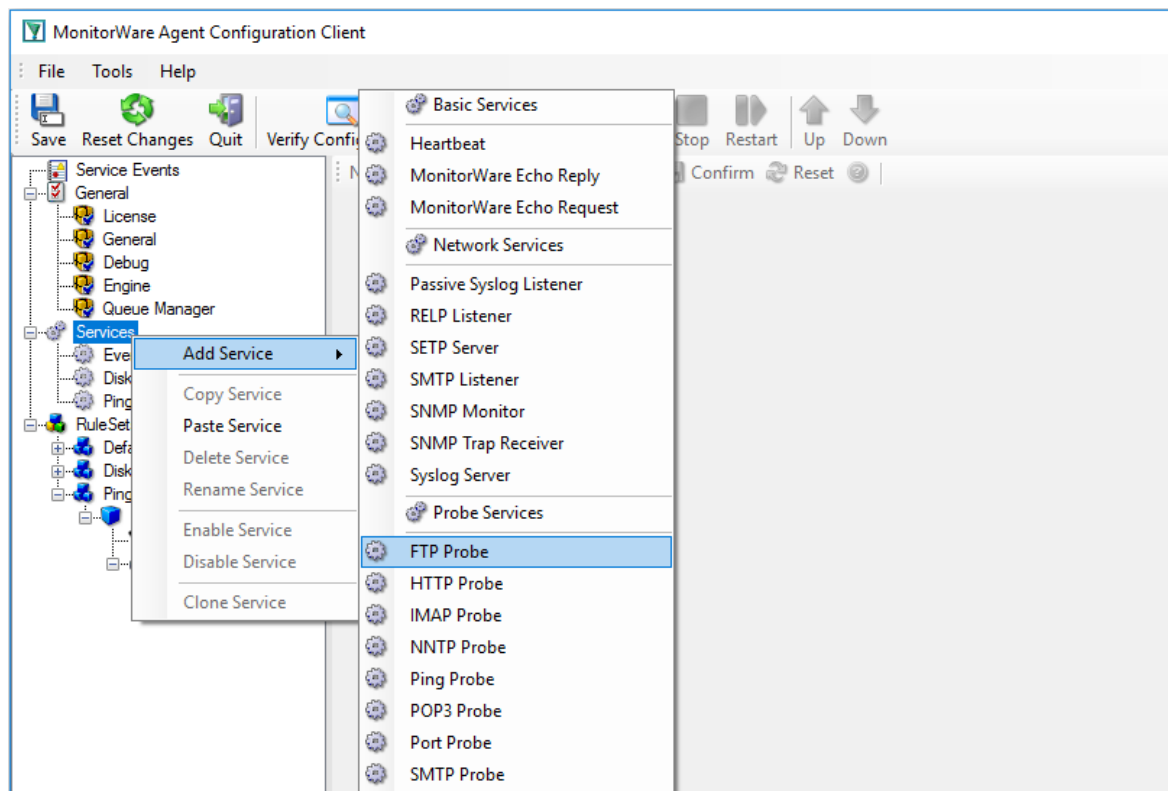 MonitorWare Agent Configuration Client
File Tools Help
Save Reset Changes Quit Verify Stop Restart Up Down
Confirm Reset
Service Events
General
License
General
Debug
Engine
Queue Manager
Services
RuleSet
Add Service
Copy Service
Paste Service
Delete Service
Rename Service
Enable Service
Disable Service
Clone Service
Basic Services
Heartbeat
MonitorWare Echo Reply
MonitorWare Echo Request
Network Services
Passive Syslog Listener
RELP Listener
SETP Server
SMTP Listener
SNMP Monitor
SNMP Trap Receiver
Syslog Server
Probe Services
FTP Probe
HTTP Probe
IMAP Probe
NNTP Probe
Ping Probe
POP3 Probe
Port Probe
SMTP Probe